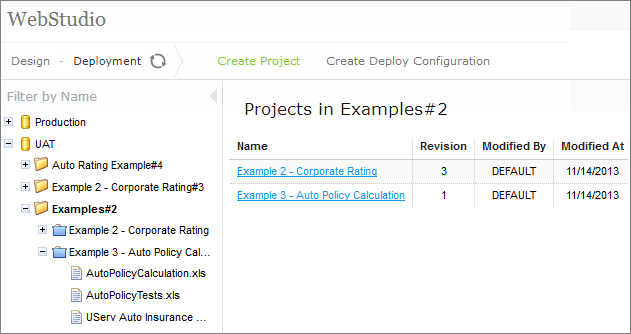 WebStudio
Design - Deployment Create Project Create Deploy Configuration
Filter by Name
Production
UAT
Auto Rating Example#4
Example 2 - Corporate Rating#3
Examples#2
Example 2 - Corporate Rating
Example 3 - Auto Policy Cal...
AutoPolicyCalculation.xls
AutoPolicyTests.xls
UServ Auto Insurance ...
Projects in Examples#2
Name Revision Modified By Modified At
Example 2 - Corporate Rating 3 DEFAULT 11/14/2013
Example 3 - Auto Policy Calculation 1 DEFAULT 11/14/2013